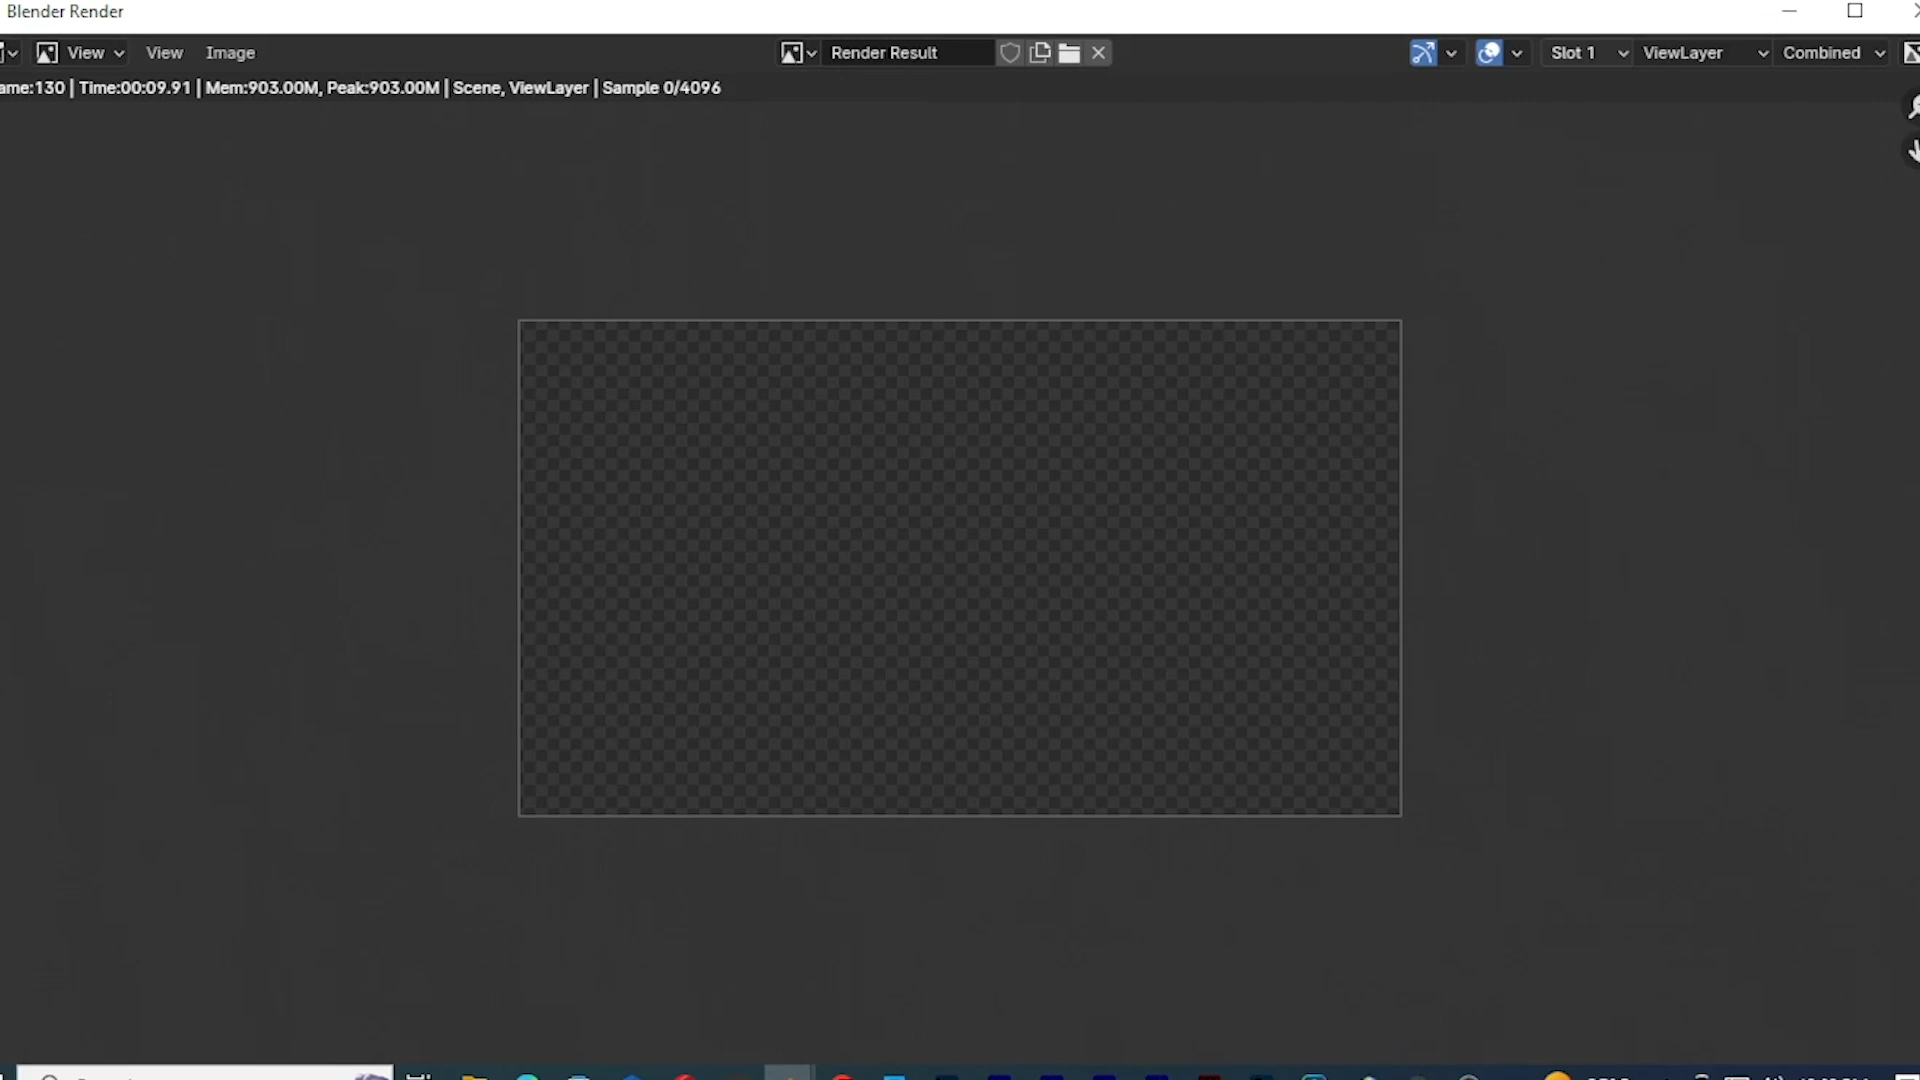 Blender Render
View View Image Render Result Slot 1 ViewLayer Combined
ame:130 | Time:00:09.91 | Mem:903.00M, Peak:903.00M | Scene, ViewLayer | Sample 0/4096